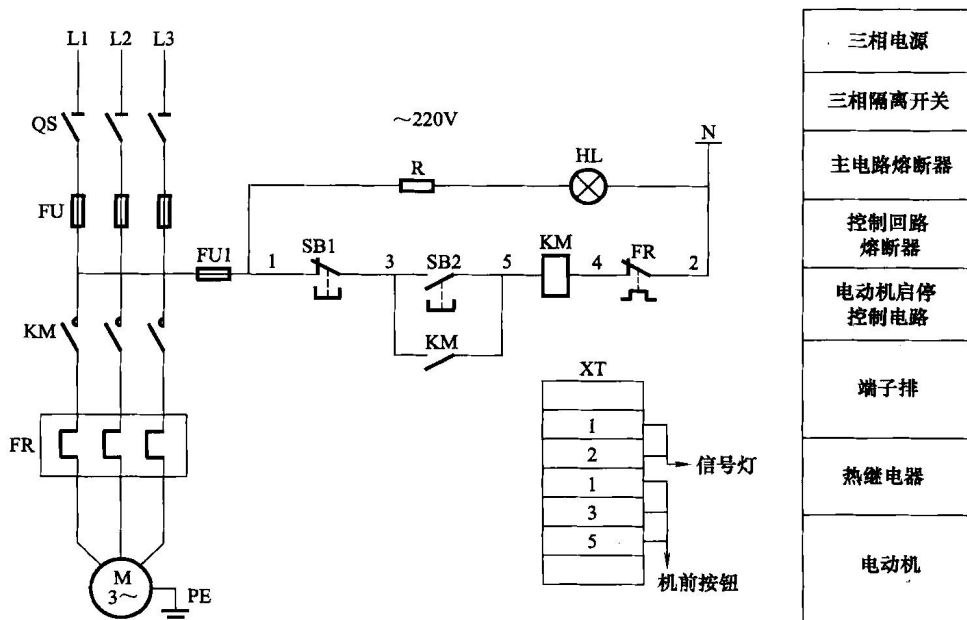 L1 L2 L3
QS
～220V
N
R
HL
FU
FU1
1
SB1
3
SB2
5
KM
4
FR
2
KM
KM
FR
M
3～
PE
XT
1
2
1
3
5
信号灯
机前按钮
三相电源
三相隔离开关
主电路熔断器
控制回路
熔断器
电动机启停
控制电路
端子排
热继电器
电动机